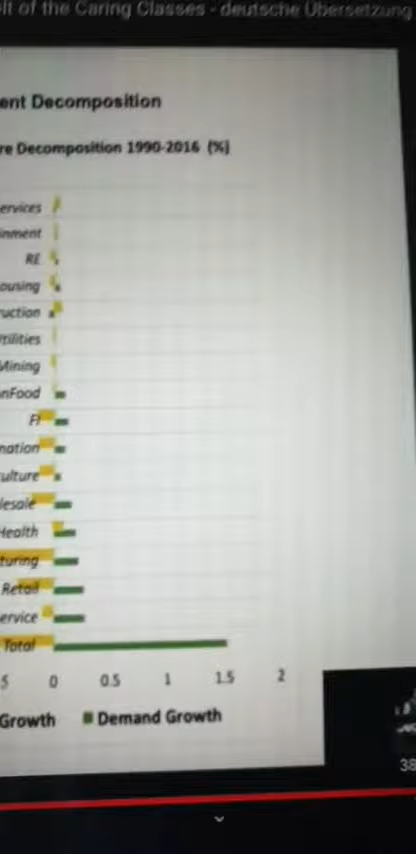 lt of the Caring Classes - deutsche Übersetzung
ent Decomposition
re Decomposition 1990-2016 (%)
ervices
inment
RE
ousing
ruction
tilities
Mining
nFood
FI
mation
ulture
lesale
Health
turing
Retail
ervice
Total
5 0 0.5 1 1.5 2
Growth Demand Growth
38